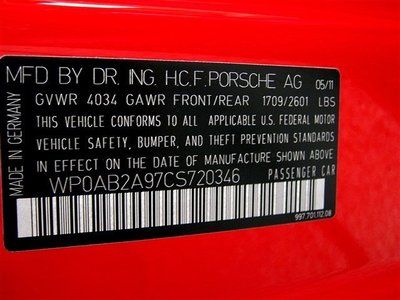 MFD BY DR. ING. H.C.F. PORSCHE AG 05/11
GVWR 4034 GAWR FRONT/REAR 1709/2601 LBS
THIS VEHICLE CONFORMS TO ALL APPLICABLE U.S. FEDERAL MOTOR
VEHICLE SAFETY, BUMPER, AND THEFT PREVENTION STANDARDS
IN EFFECT ON THE DATE OF MANUFACTURE SHOWN ABOVE.
WP0AB2A97CS720346 PASSENGER CAR
997.701.112.08
MADE IN GERMANY